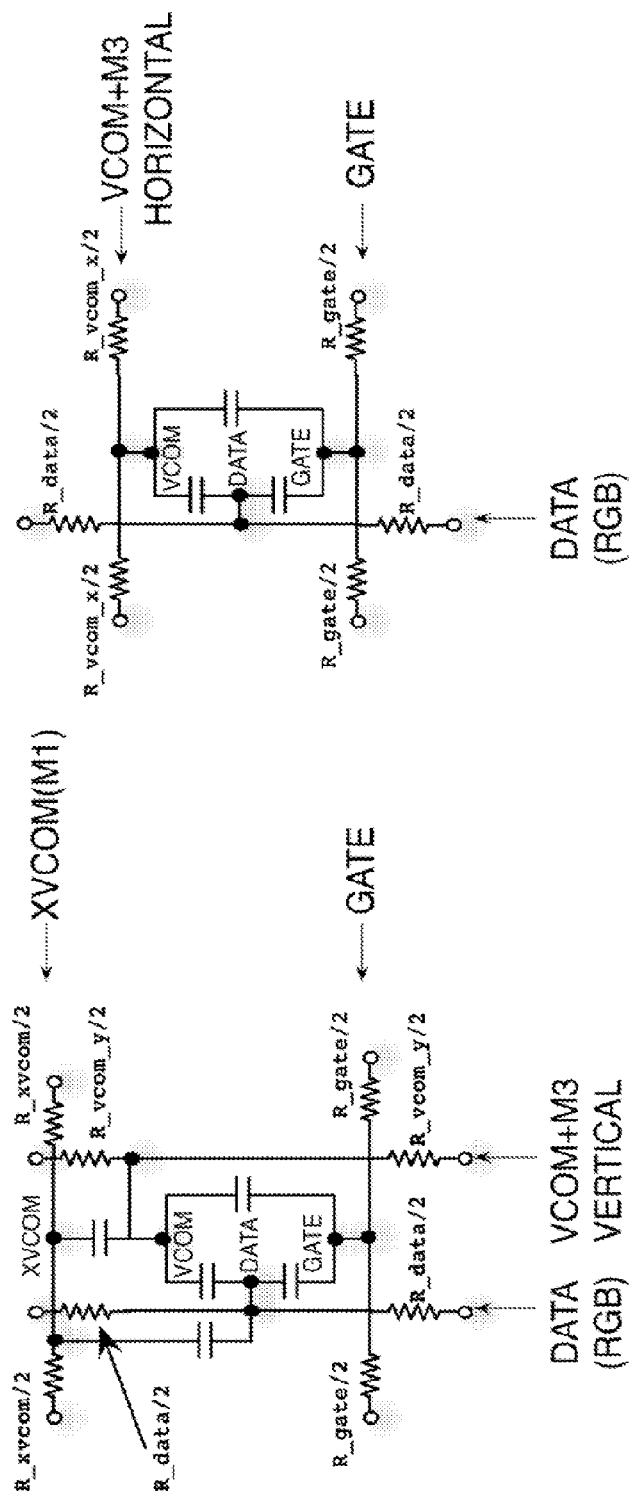 R_xvcom/2
XVCOM
R_xvcom/2
R_vcom_y/2
XVCOM(M1)
R_data/2
VCOM
DATA
GATE
R_gate/2
R_data/2
R_gate/2
R_vcom_y/2
GATE
DATA
(RGB)
VCOM+M3
VERTICAL
R_vcom_x/2
R_data/2
R_vcom_x/2
VCOM+M3
HORIZONTAL
VCOM
DATA
GATE
R_gate/2
R_data/2
R_gate/2
GATE
DATA
(RGB)